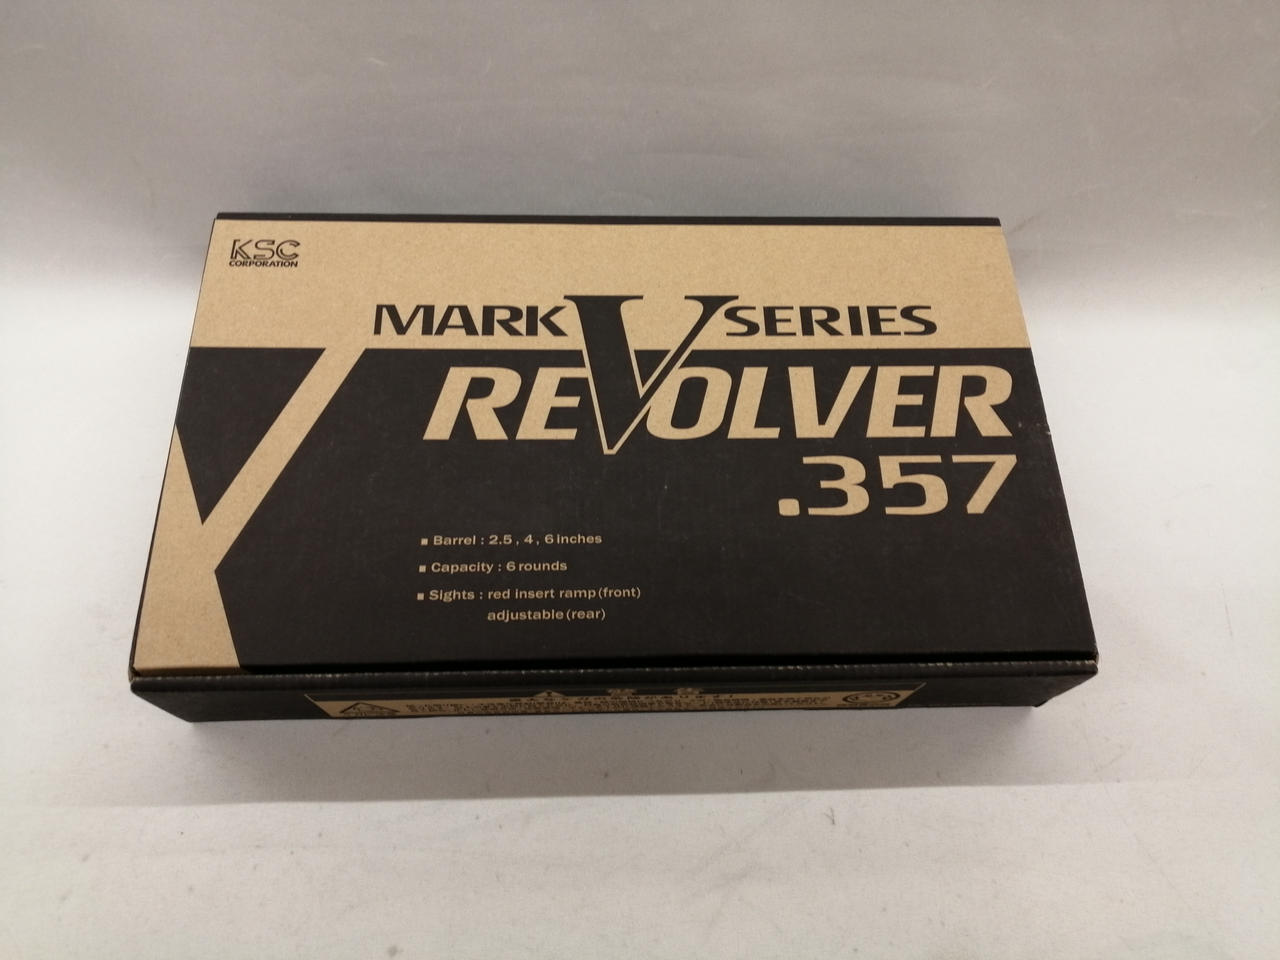 KSC
CORPORATION
MARK V SERIES
REVOLVER
.357
■ Barrel : 2.5 , 4 , 6 inches
■ Capacity : 6 rounds
■ Sights : red insert ramp (front)
adjustable (rear)